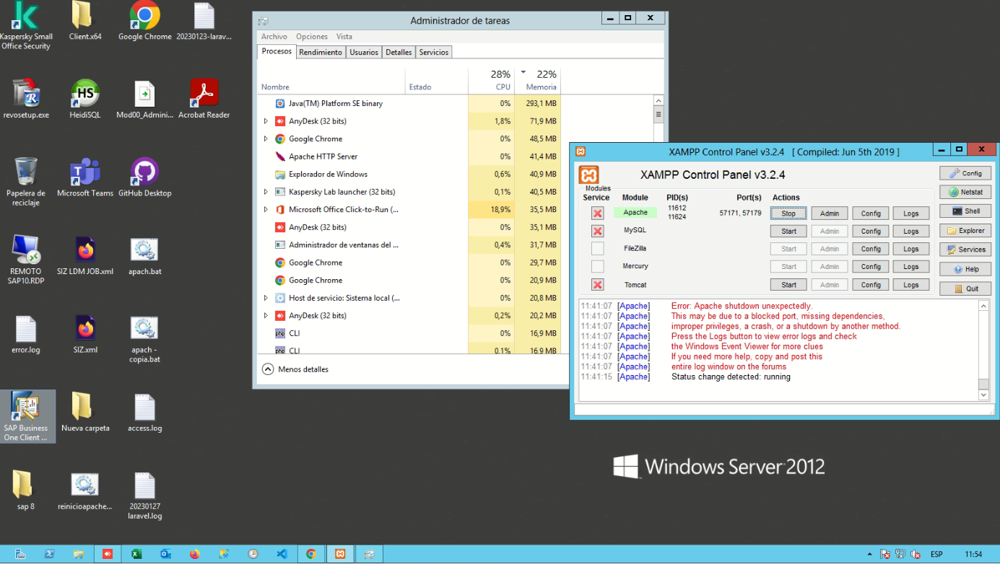 Kaspersky Small
Office Security
Client.x64
Google Chrome
20230123-larav...
revosetup.exe
HS
HeidiSQL
Mod00_Admini...
Acrobat Reader
Papelera de
reciclaje
Microsoft Teams
GitHub Desktop
REMOTO
SAP10.RDP
SIZ LDM JOB.xml
apach.bat
error.log
SIZ.xml
apach -
copia.bat
SAP Business
One Client ...
Nueva carpeta
access.log
sap 8
reinicioapache...
20230127
laravel.log
Administrador de tareas
Archivo Opciones Vista
Procesos Rendimiento Usuarios Detalles Servicios
28% 22%
Nombre Estado CPU Memoria
Java(TM) Platform SE binary 0% 293,1 MB
AnyDesk (32 bits) 1,8% 71,9 MB
Google Chrome 0% 48,5 MB
Apache HTTP Server 0% 41,4 MB
Explorador de Windows 0,6% 40,9 MB
Kaspersky Lab launcher (32 bits) 0,1% 40,5 MB
Microsoft Office Click-to-Run (... 18,9% 35,5 MB
AnyDesk (32 bits) 0% 35,1 MB
Administrador de ventanas del ... 0,4% 31,7 MB
Google Chrome 0% 29,7 MB
Google Chrome 0% 20,9 MB
Host de servicio: Sistema local (... 0% 20,8 MB
AnyDesk (32 bits) 0,2% 20,2 MB
php CLI 0% 16,9 MB
php CLI 0,1% 16,9 MB
Menos detalles
XAMPP Control Panel v3.2.4 [ Compiled: Jun 5th 2019 ]
XAMPP Control Panel v3.2.4
Modules
Service Module PID(s) Port(s) Actions
Apache 11612 11624 57171, 57179 Stop Admin Config Logs
MySQL Start Admin Config Logs
FileZilla Start Admin Config Logs
Mercury Start Admin Config Logs
Tomcat Start Admin Config Logs
Config
Netstat
Shell
Explorer
Services
Help
Quit
11:41:07 [Apache] Error: Apache shutdown unexpectedly.
11:41:07 [Apache] This may be due to a blocked port, missing dependencies,
11:41:07 [Apache] improper privileges, a crash, or a shutdown by another method.
11:41:07 [Apache] Press the Logs button to view error logs and check
11:41:07 [Apache] the Windows Event Viewer for more clues
11:41:07 [Apache] If you need more help, copy and post this
11:41:07 [Apache] entire log window on the forums
11:41:15 [Apache] Status change detected: running
Windows Server 2012
ESP 11:54